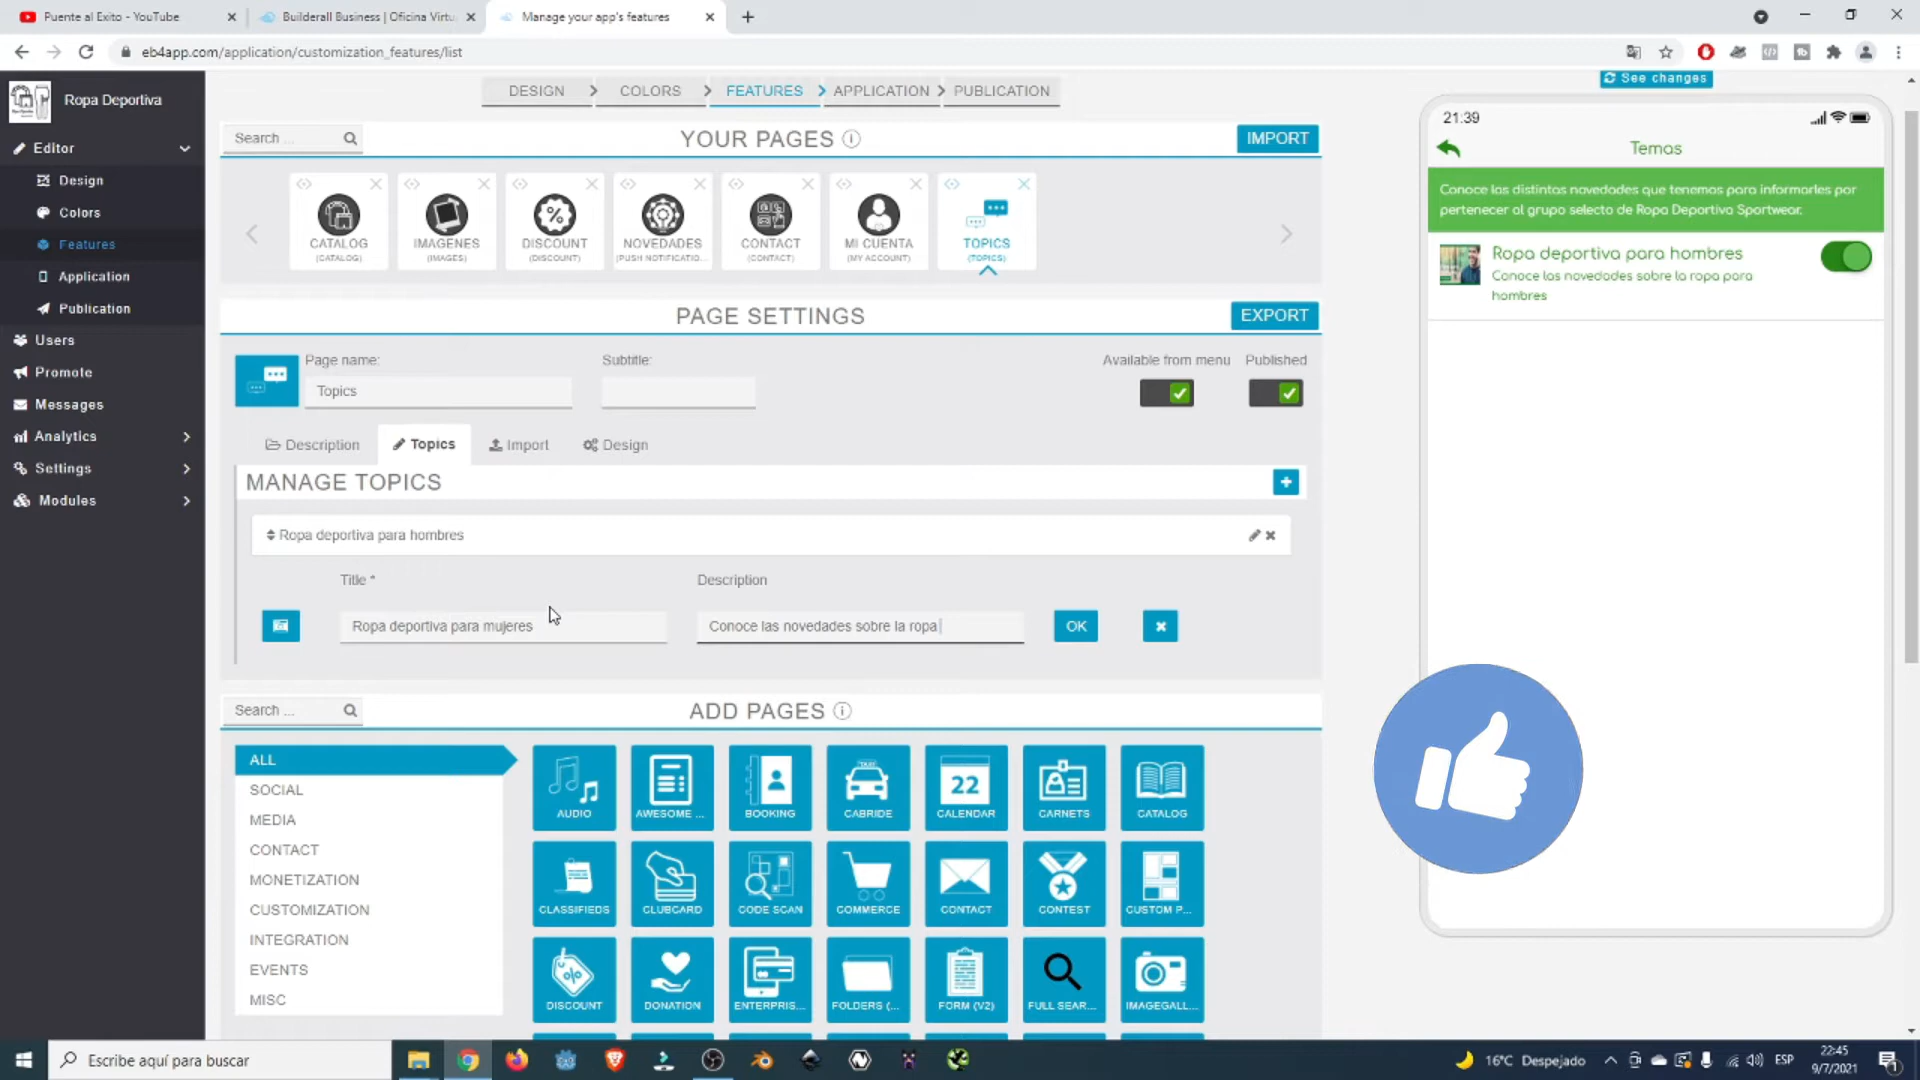 Puente al Exito - YouTube
Builderall Business | Oficina Virtu
Manage your app's features
eb4app.com/application/customization_features/list
Ropa Deportiva
Editor
Design
Colors
Features
Application
Publication
Users
Promote
Messages
Analytics
Settings
Modules
DESIGN
COLORS
FEATURES
APPLICATION
PUBLICATION
Search ...
YOUR PAGES
IMPORT
CATALOG
(CATALOG)
IMAGENES
(IMAGES)
DISCOUNT
(DISCOUNT)
NOVEDADES
(PUSH NOTIFICATIO...
CONTACT
(CONTACT)
MI CUENTA
(MY ACCOUNT)
TOPICS
(TOPICS)
PAGE SETTINGS
EXPORT
Page name:
Topics
Subtitle:
Available from menu
Published
Description
Topics
Import
Design
MANAGE TOPICS
+
Ropa deportiva para hombres
Title *
Description
Ropa deportiva para mujeres
Conoce las novedades sobre la ropa
OK
Search ...
ADD PAGES
ALL
SOCIAL
MEDIA
CONTACT
MONETIZATION
CUSTOMIZATION
INTEGRATION
EVENTS
MISC
AUDIO
AWESOME ...
BOOKING
TAXI
CABRIDE
22
CALENDAR
CARNETS
CATALOG
CLASSIFIEDS
CLUBCARD
CODE SCAN
COMMERCE
CONTACT
CONTEST
CUSTOM P...
DISCOUNT
DONATION
ENTERPRIS...
FOLDERS (...
FORM (V2)
FULL SEAR...
IMAGEGALL...
See changes
21:39
Temas
Conoce las distintas novedades que tenemos para informarles por
pertenecer al grupo selecto de Ropa Deportiva Sportwear.
Ropa deportiva para hombres
Conoce las novedades sobre la ropa para
hombres
Escribe aquí para buscar
16°C Despejado
ESP
22:45
9/7/2021
1